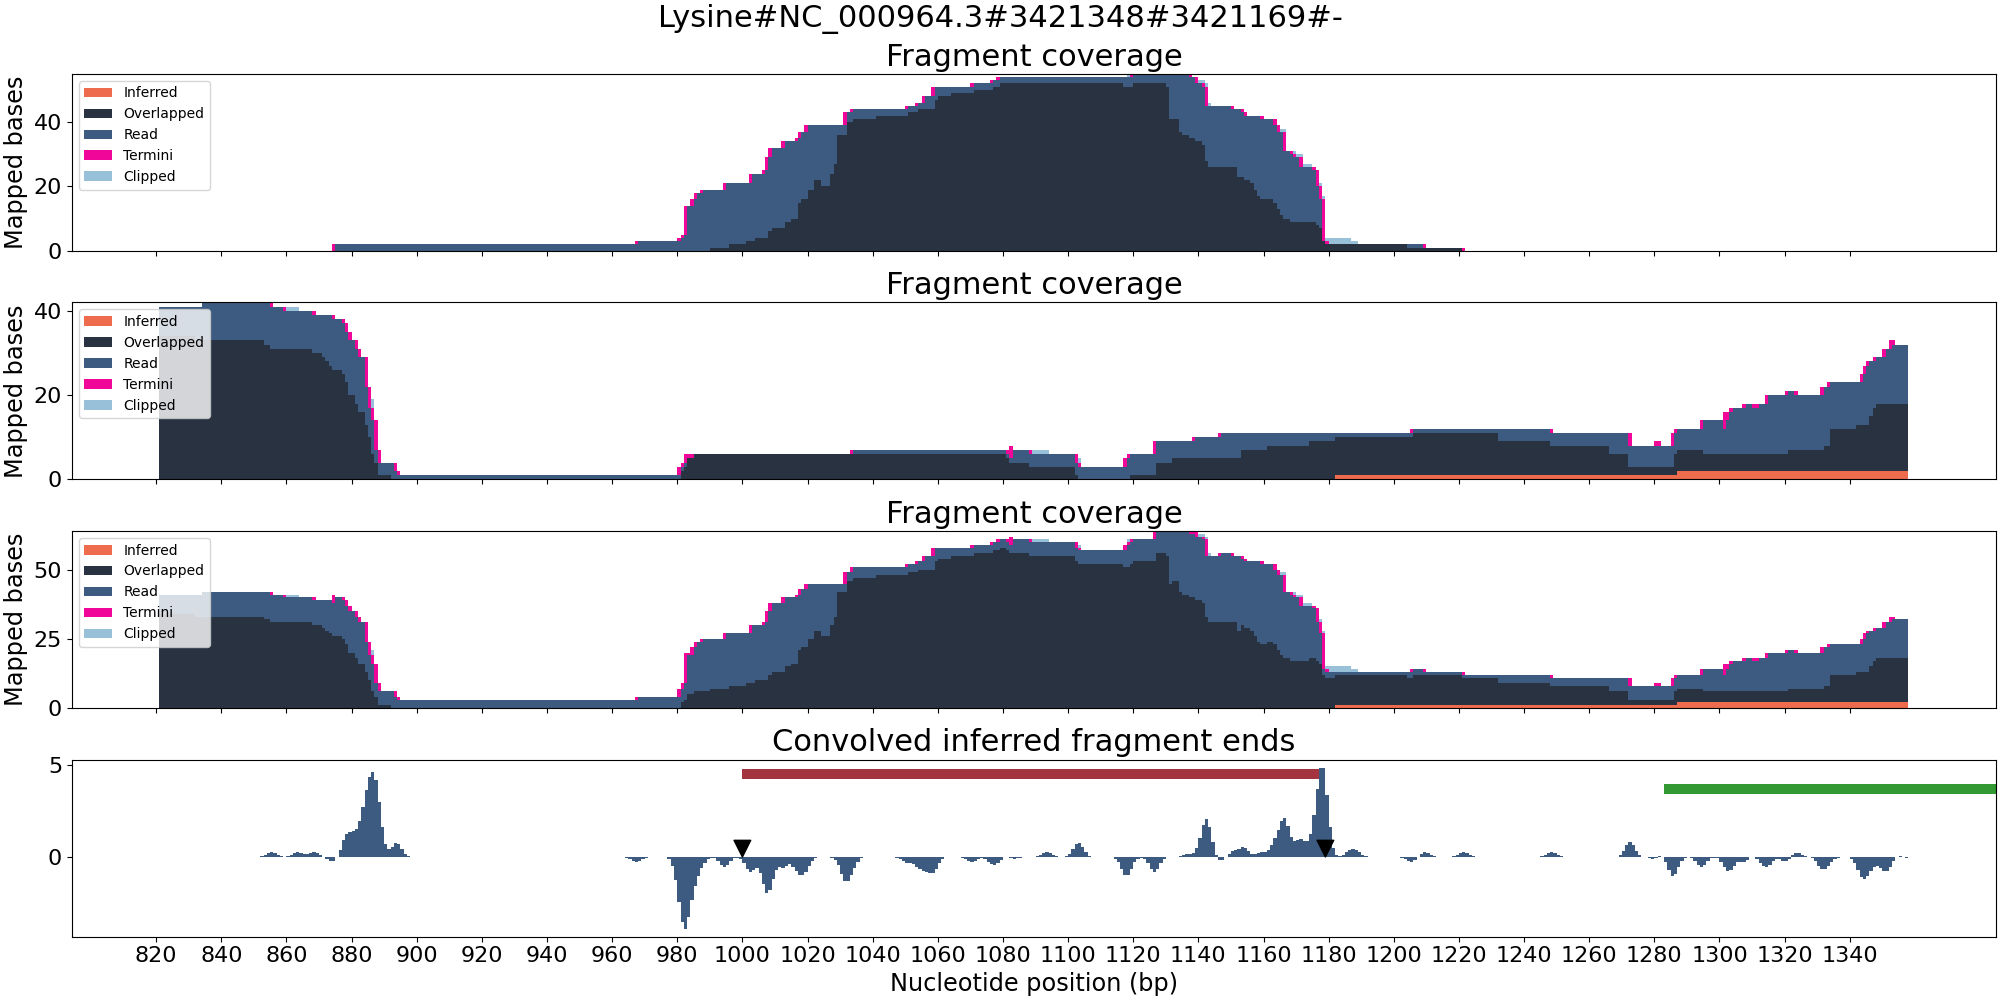 Lysine#NC_000964.3#3421348#3421169#-
Fragment coverage
Mapped bases
40
20
0
Inferred
Overlapped
Read
Termini
Clipped
Fragment coverage
Mapped bases
40
20
0
Inferred
Overlapped
Read
Termini
Clipped
Fragment coverage
Mapped bases
50
25
0
Inferred
Overlapped
Read
Termini
Clipped
Convolved inferred fragment ends
5
0
820 840 860 880 900 920 940 960 980 1000 1020 1040 1060 1080 1100 1120 1140 1160 1180 1200 1220 1240 1260 1280 1300 1320 1340
Nucleotide position (bp)